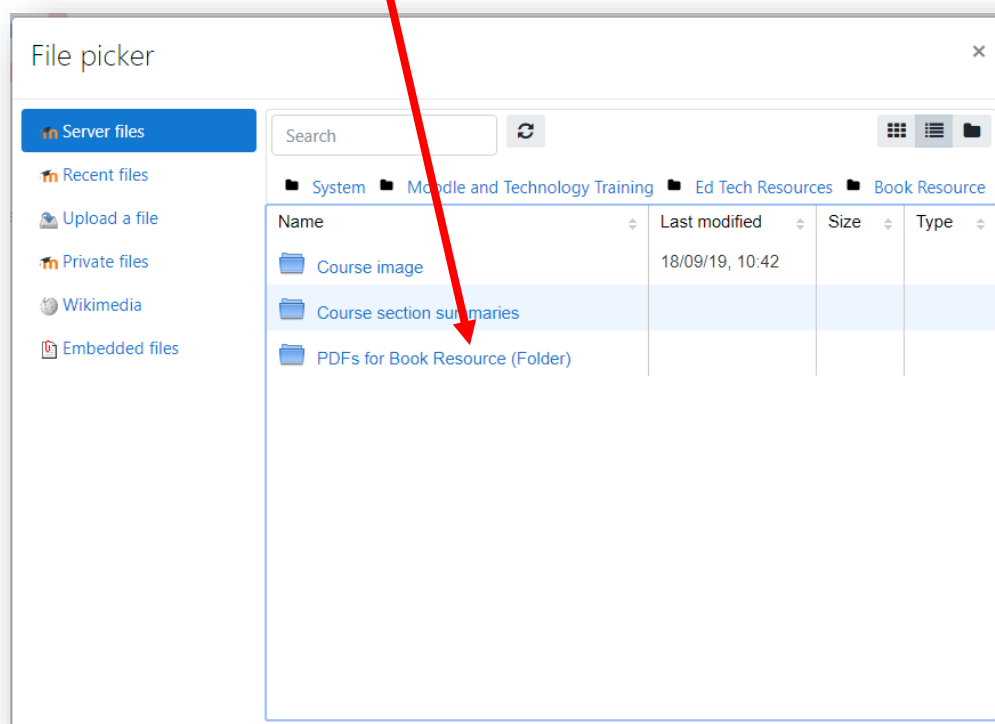 File picker
×
Server files
Recent files
Upload a file
Private files
Wikimedia
Embedded files
Search
System Moodle and Technology Training Ed Tech Resources Book Resource
Name Last modified Size Type
Course image 18/09/19, 10:42
Course section summaries
PDFs for Book Resource (Folder)